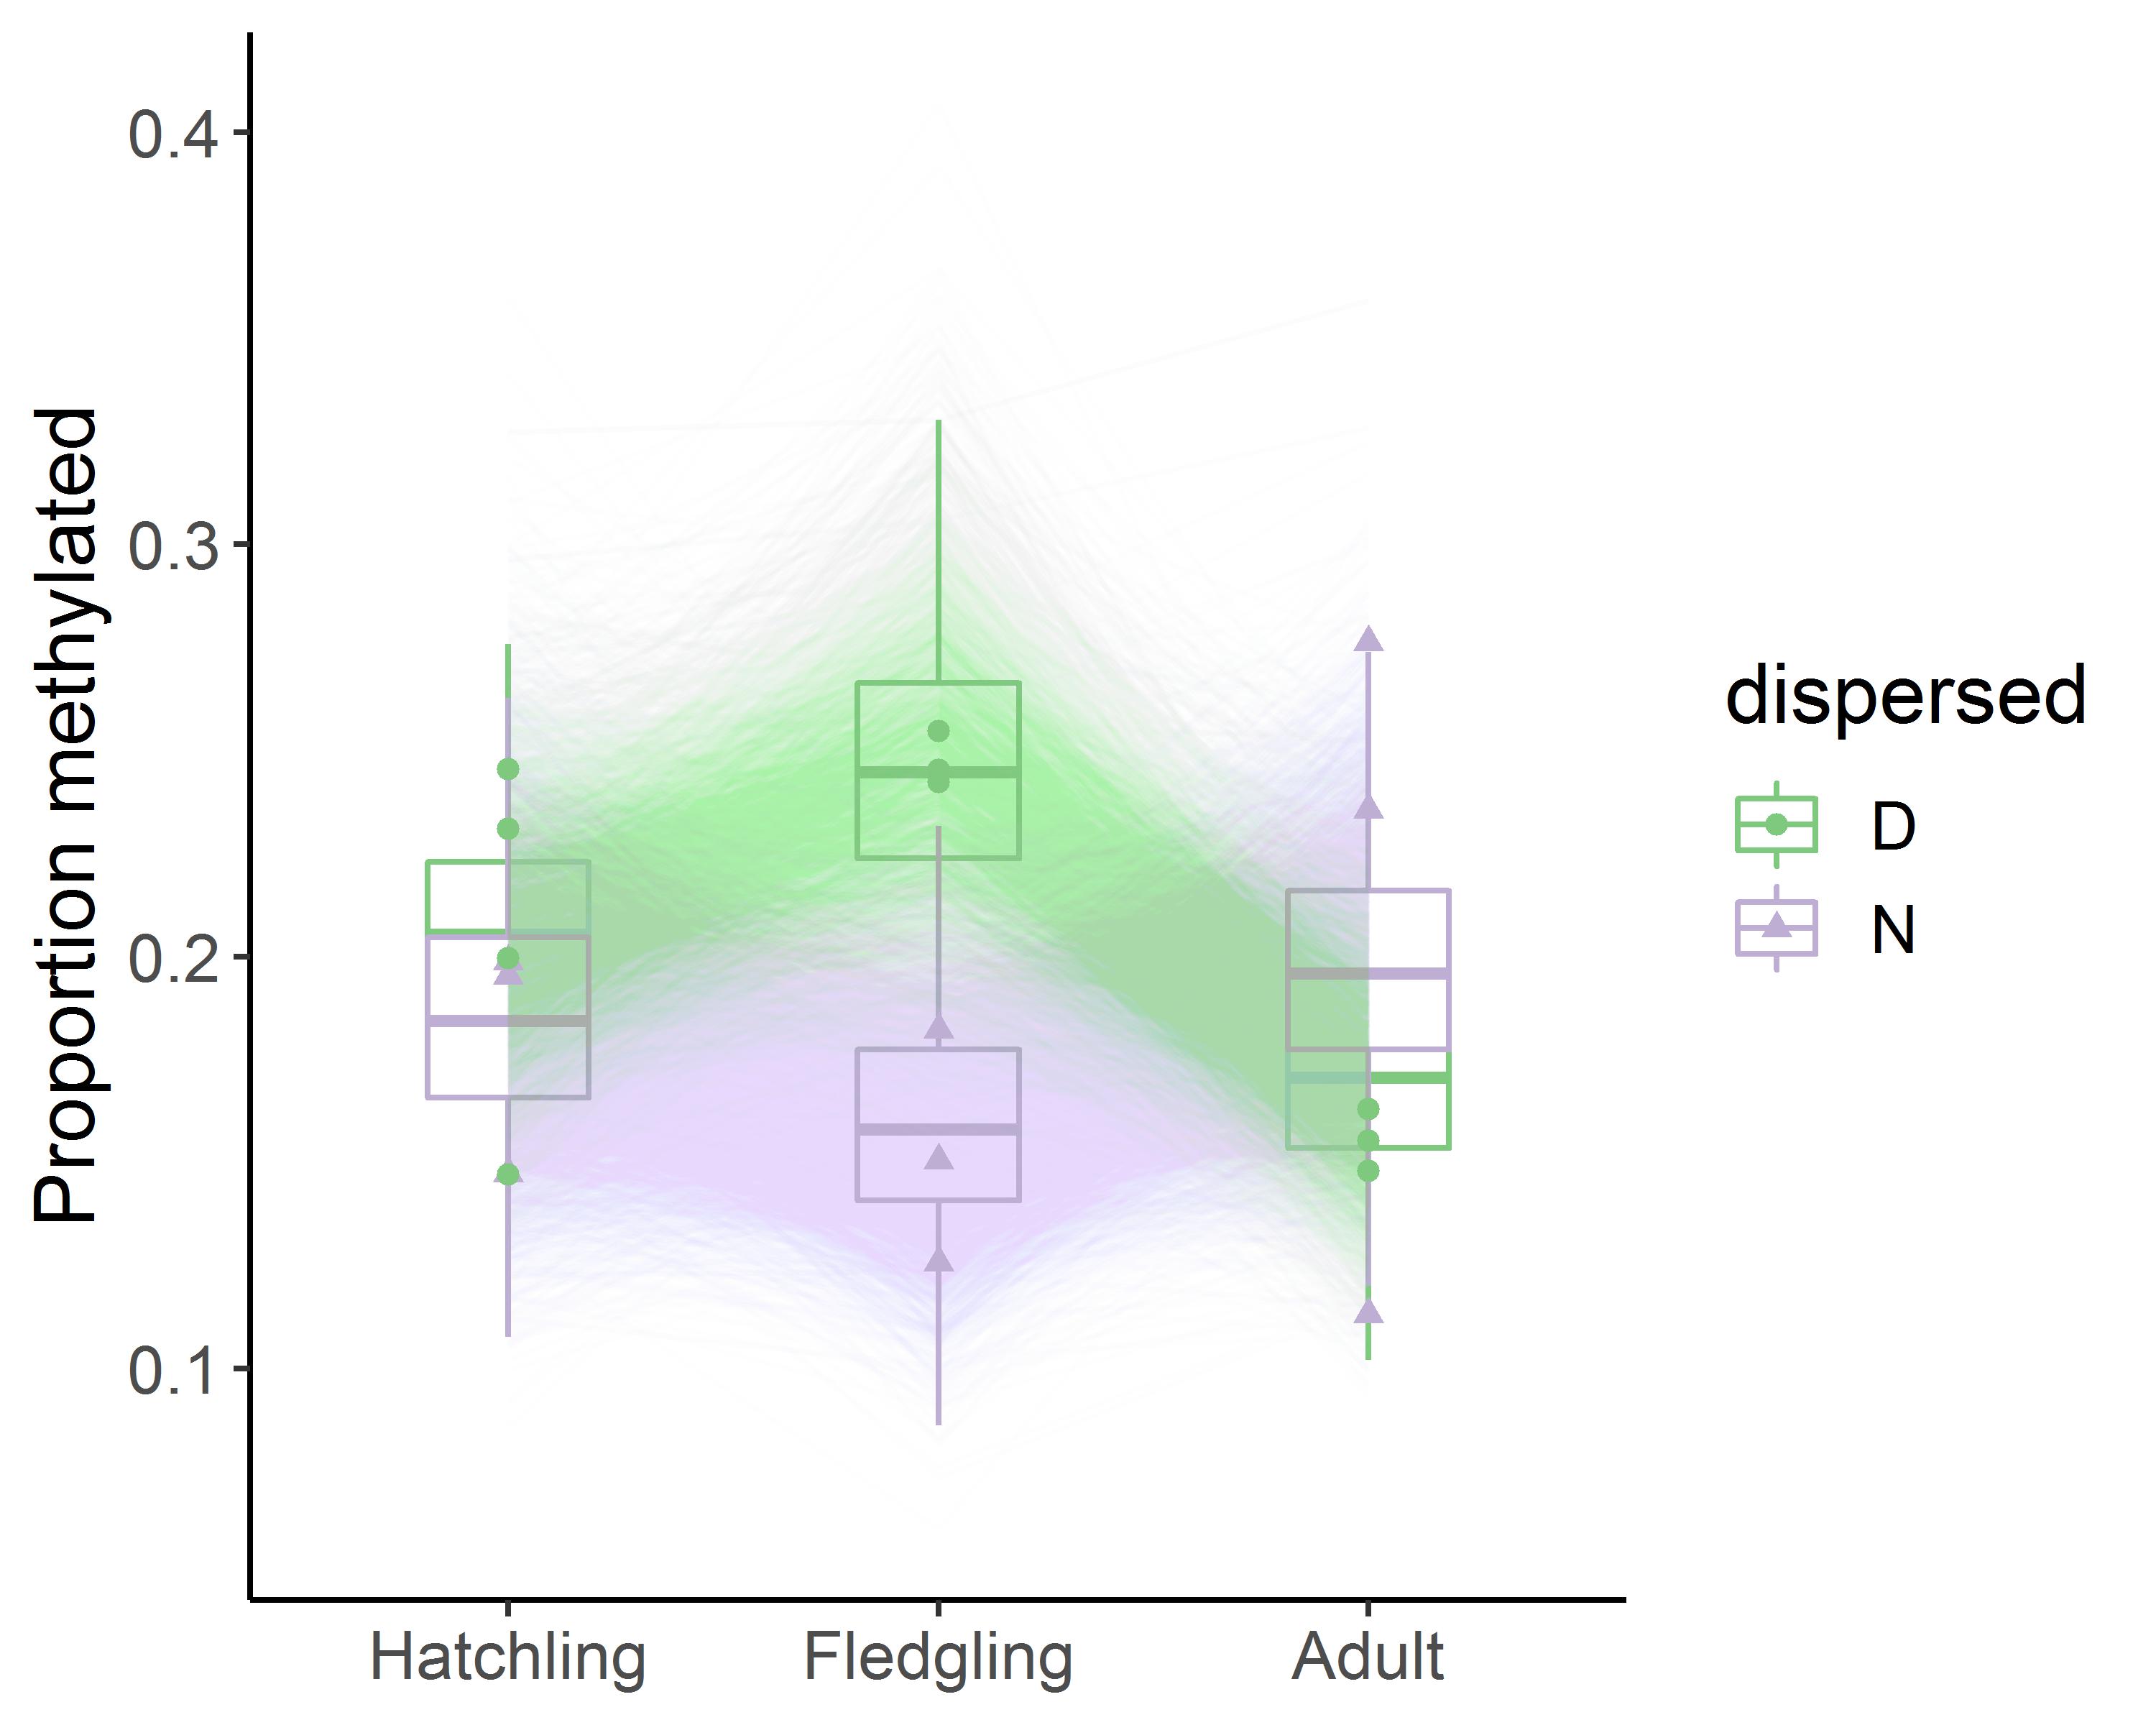 Proportion methylated
0.4
0.3
0.2
0.1
Hatchling Fledgling Adult
dispersed
D
N